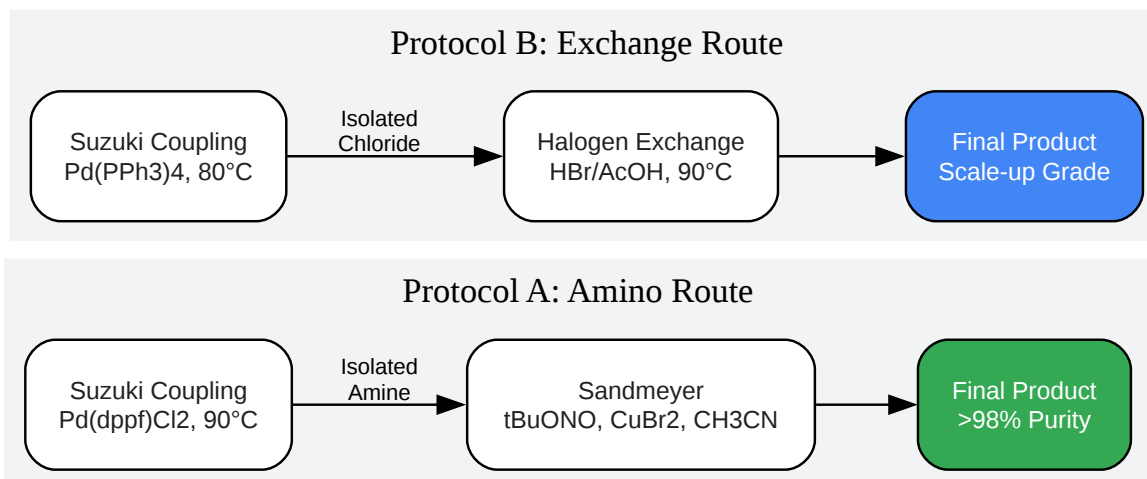 Protocol B: Exchange Route
Suzuki Coupling
Pd(PPh3)4, 80°C
Isolated
Chloride
Halogen Exchange
HBr/AcOH, 90°C
Final Product
Scale-up Grade
Protocol A: Amino Route
Suzuki Coupling
Pd(dppf)Cl2, 90°C
Isolated
Amine
Sandmeyer
tBuONO, CuBr2, CH3CN
Final Product
>98% Purity